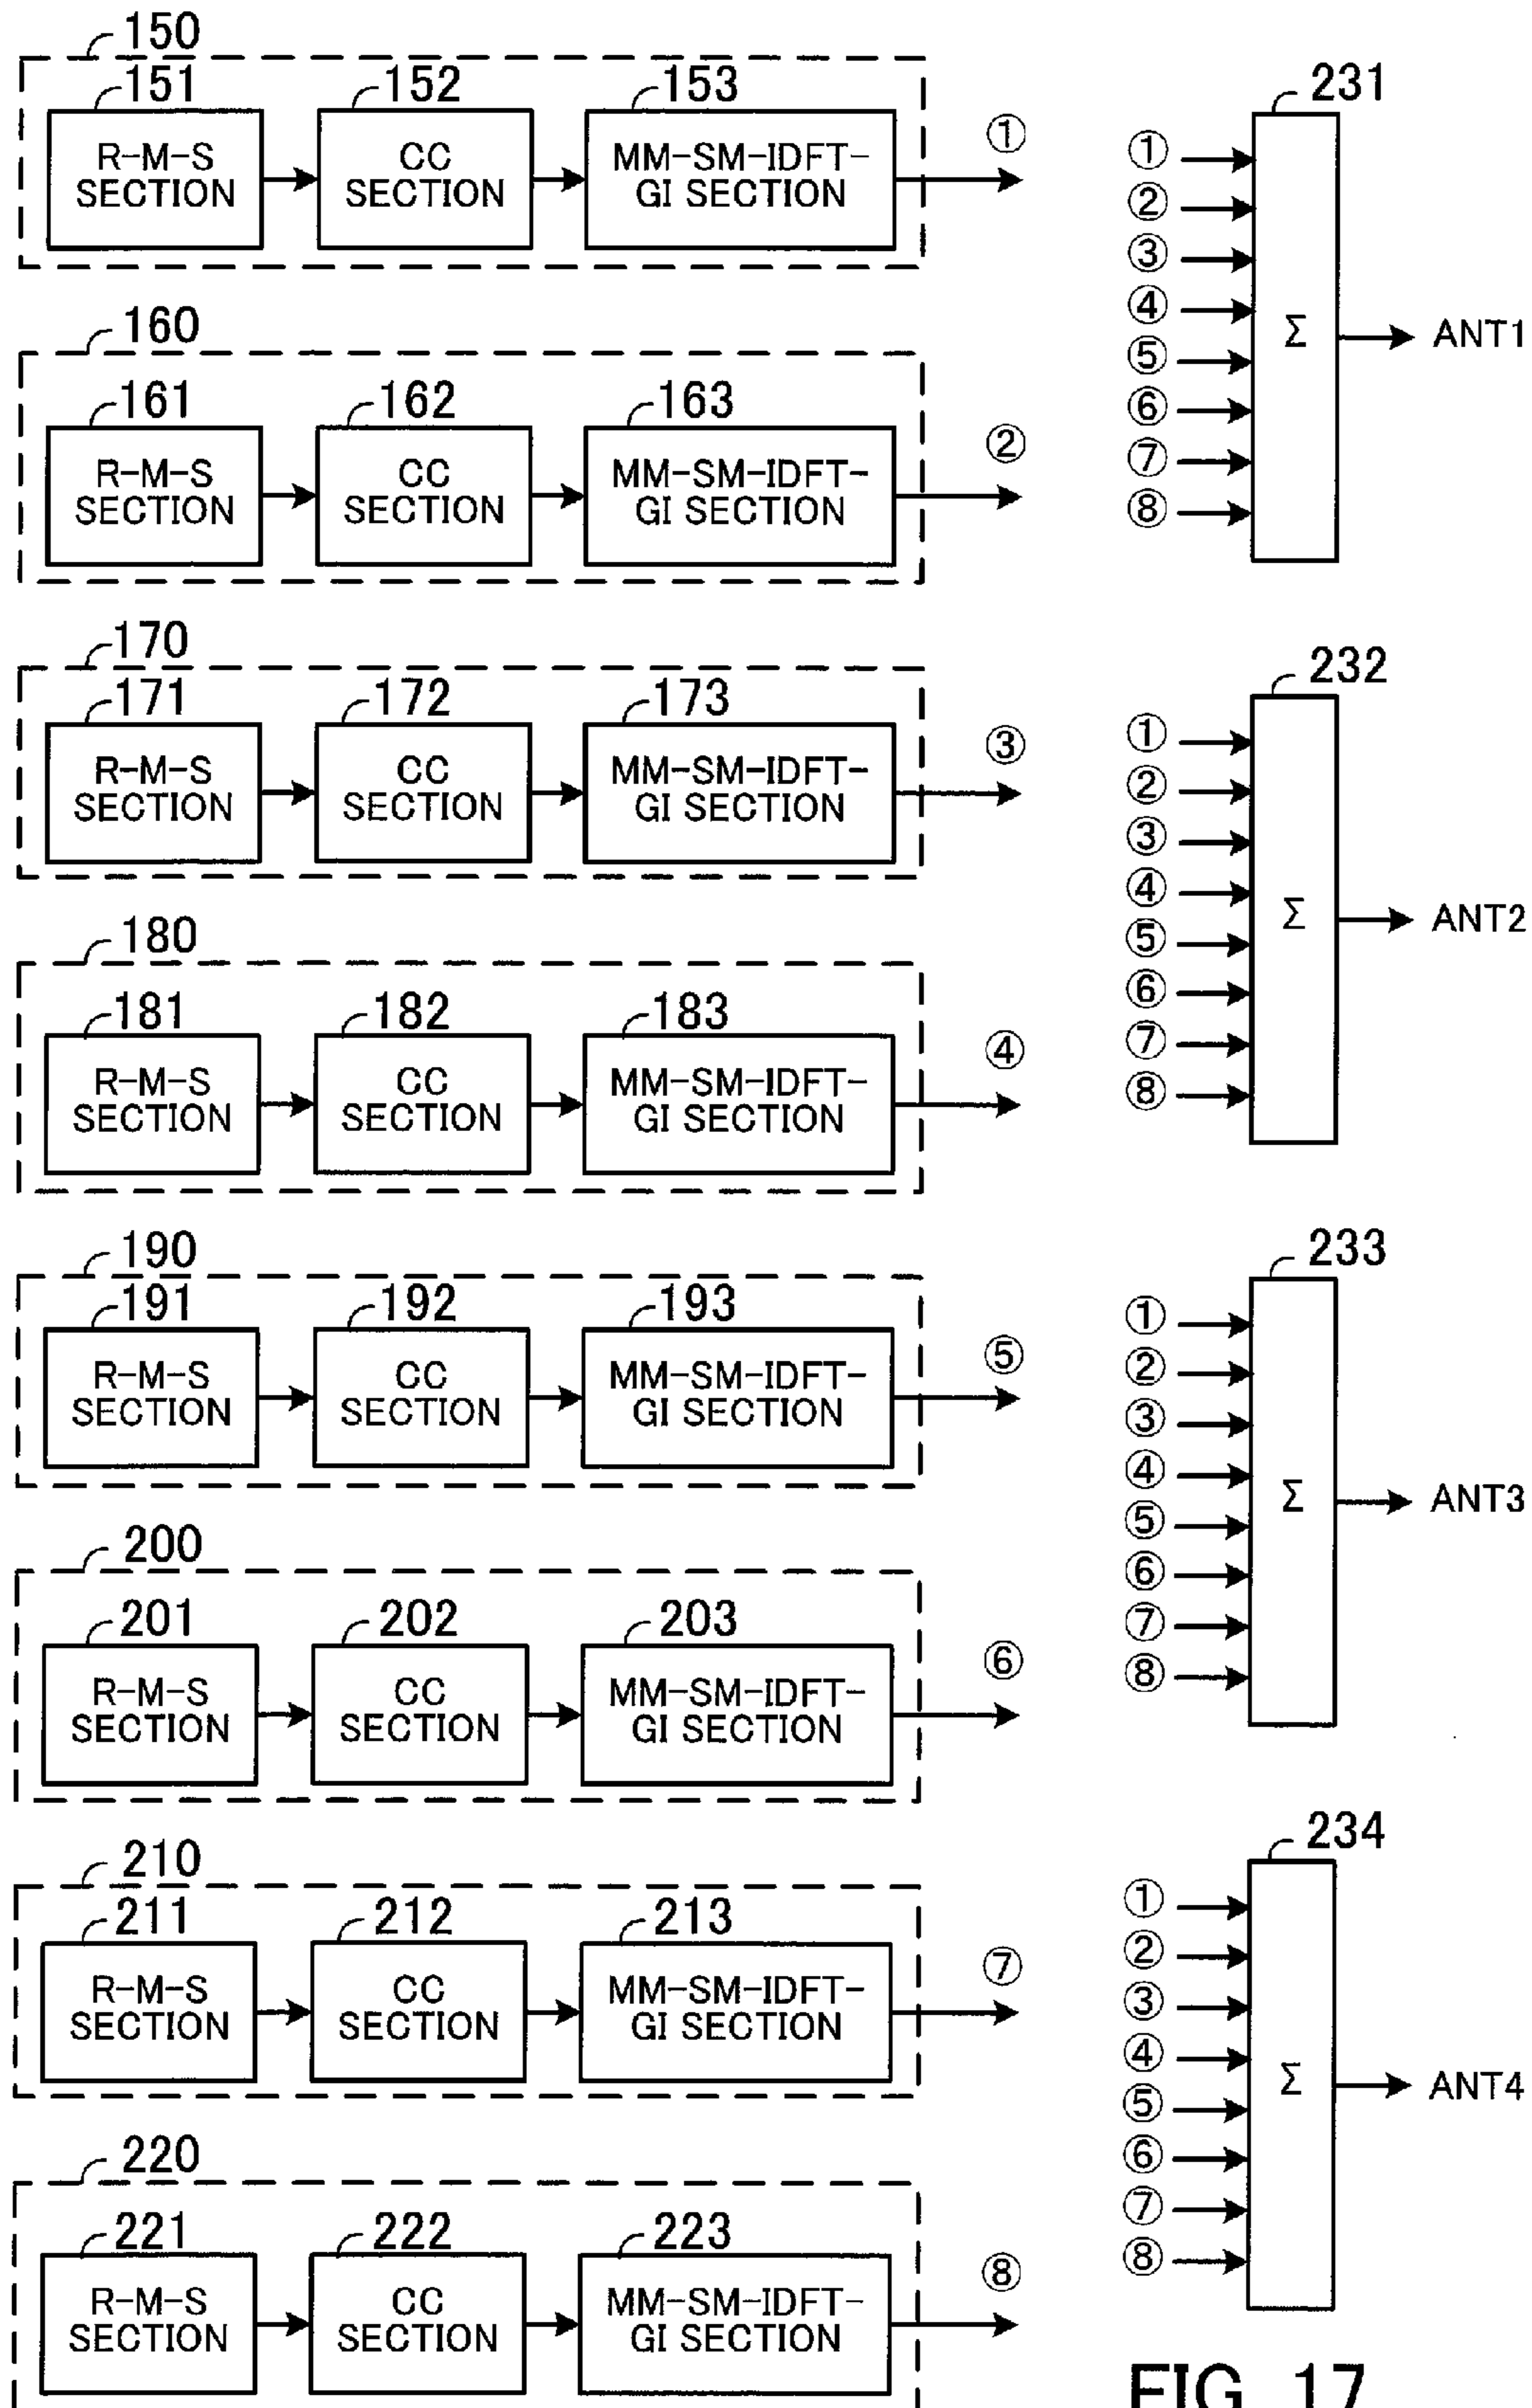 150
151 152 153
R-M-S SECTION
CC SECTION
MM-SM-IDFT-GI SECTION
①
160
161 162 163
R-M-S SECTION
CC SECTION
MM-SM-IDFT-GI SECTION
②
170
171 172 173
R-M-S SECTION
CC SECTION
MM-SM-IDFT-GI SECTION
③
180
181 182 183
R-M-S SECTION
CC SECTION
MM-SM-IDFT-GI SECTION
④
190
191 192 193
R-M-S SECTION
CC SECTION
MM-SM-IDFT-GI SECTION
⑤
200
201 202 203
R-M-S SECTION
CC SECTION
MM-SM-IDFT-GI SECTION
⑥
210
211 212 213
R-M-S SECTION
CC SECTION
MM-SM-IDFT-GI SECTION
⑦
220
221 222 223
R-M-S SECTION
CC SECTION
MM-SM-IDFT-GI SECTION
⑧
231
①
②
③
④
⑤
⑥
⑦
⑧
Σ
ANT1
232
①
②
③
④
⑤
⑥
⑦
⑧
Σ
ANT2
233
①
②
③
④
⑤
⑥
⑦
⑧
Σ
ANT3
234
①
②
③
④
⑤
⑥
⑦
⑧
Σ
ANT4
FIG. 17